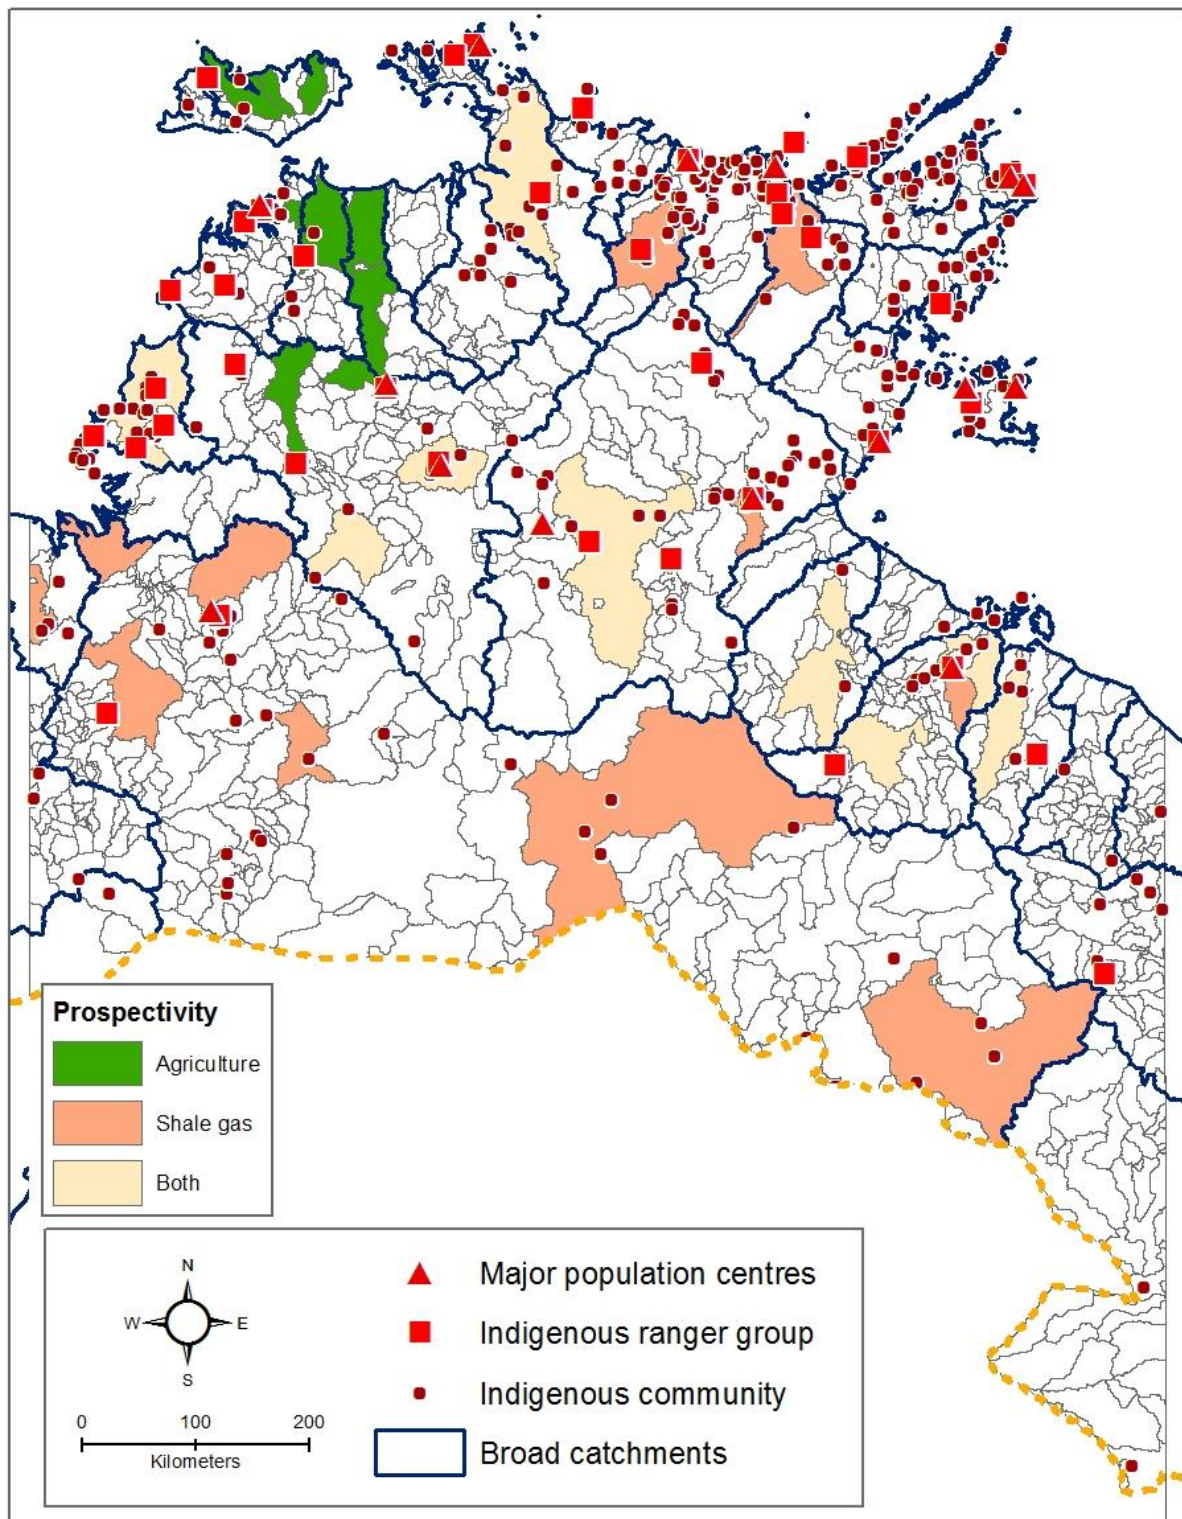 Prospectivity
Agriculture
Shale gas
Both
N
W E
S
0 100 200
Kilometers
Major population centres
Indigenous ranger group
Indigenous community
Broad catchments